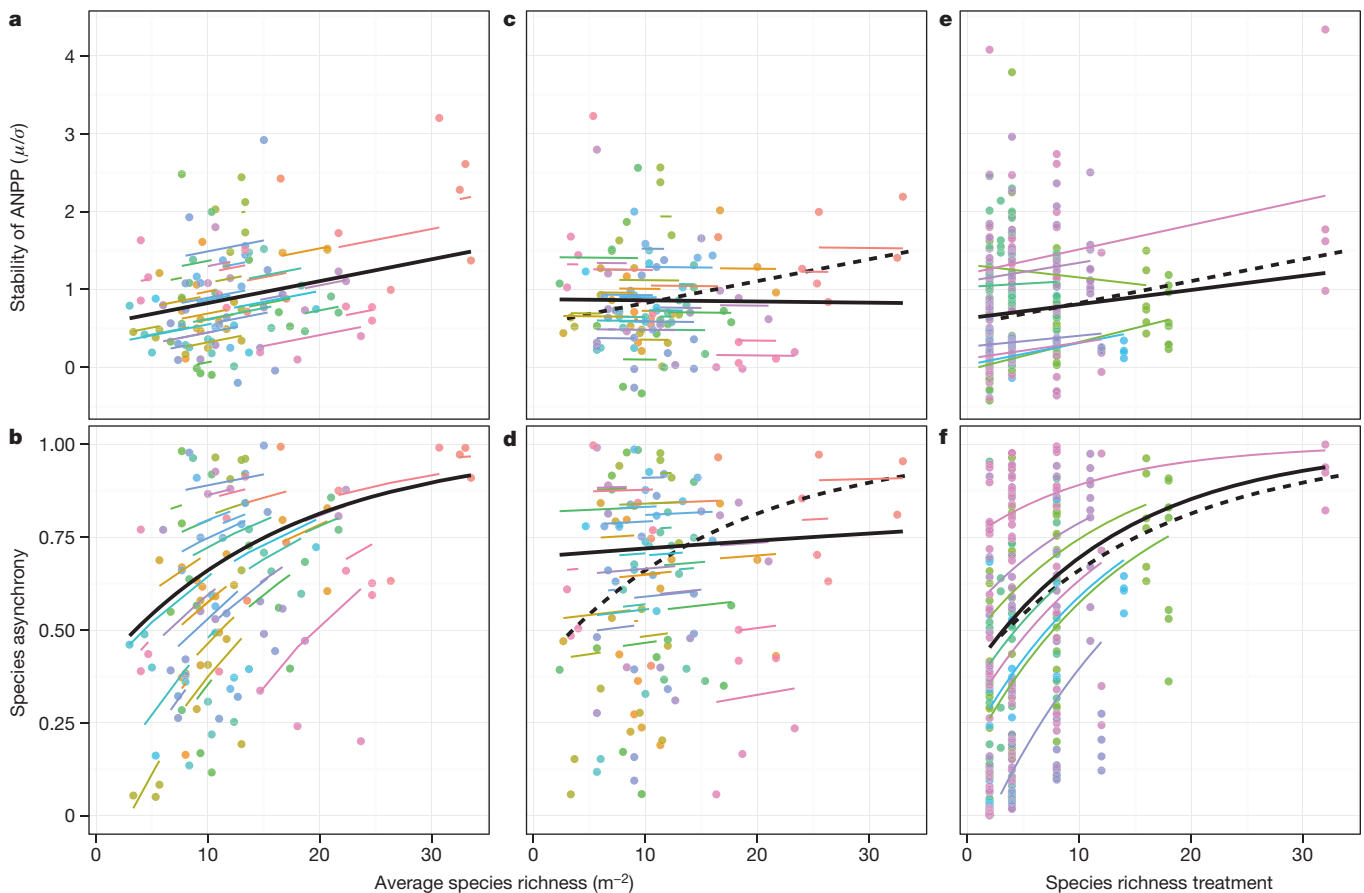 a
c
e
4
3
2
1
0
Stability of ANPP (μ/σ)
b
d
f
1.00
0.75
0.50
0.25
0
Species asynchrony
0 10 20 30
0 10 20 30
0 10 20 30
Average species richness (m⁻²)
Species richness treatment